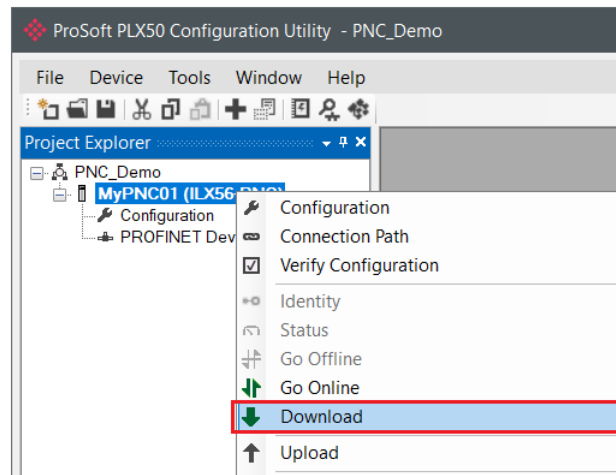 ProSoft PLX50 Configuration Utility - PNC_Demo
File Device Tools Window Help
Project Explorer
PNC_Demo
MyPNC01 (ILX56-PNC)
Configuration
PROFINET Dev
Configuration
Connection Path
Verify Configuration
Identity
Status
Go Offline
Go Online
Download
Upload